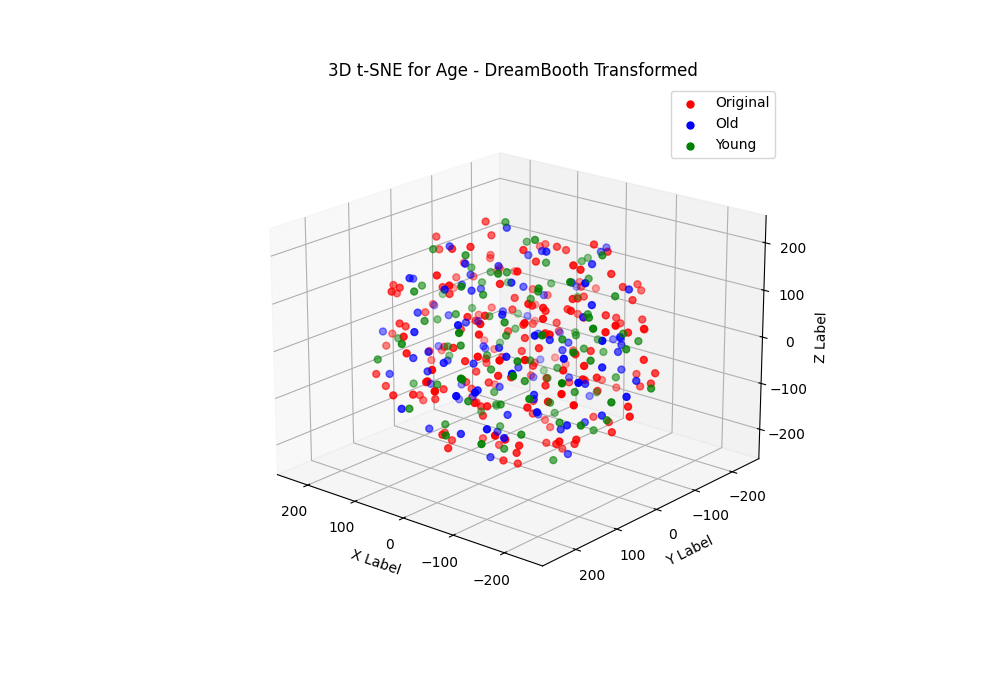 3D t-SNE for Age - DreamBooth Transformed
Original
Old
Young
200
100
0
−100
−200
Z Label
200
100
0
−100
−200
X Label
−200
−100
0
100
200
Y Label